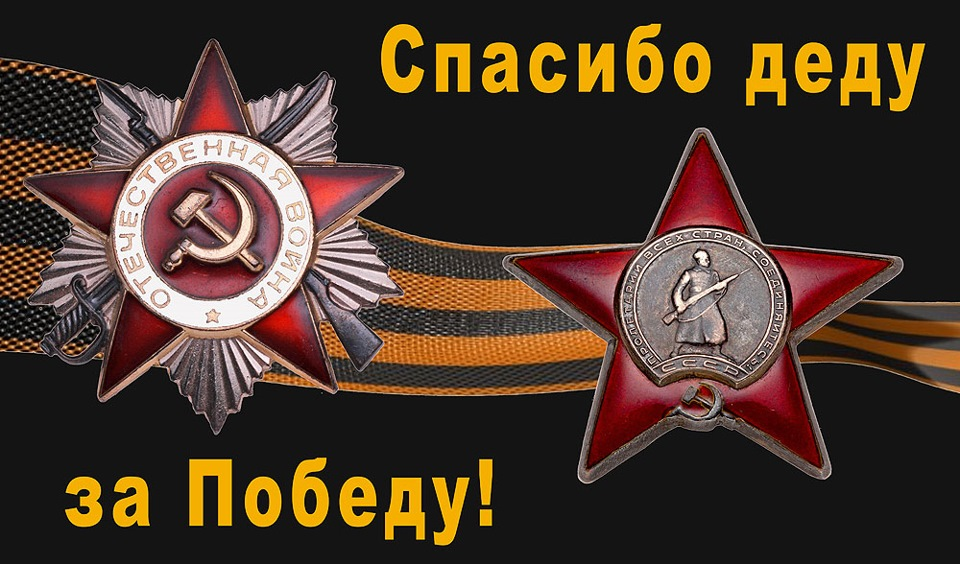 Спасибо деду
ОТЕЧЕСТВЕННАЯ ВОЙНА
ПРОЛЕТАРИИ ВСЕХ СТРАН, СОЕДИНЯЙТЕСЬ!
СССР
за Победу!